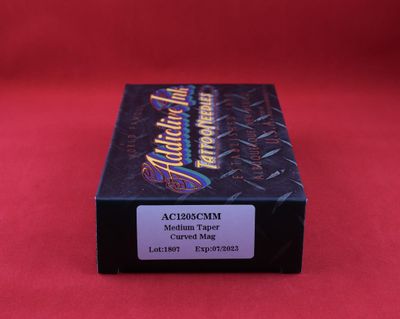 Addictive Ink
TATTOO NEEDLES
AC1205CMM
Medium Taper
Curved Mag
Lot:1807 Exp:07/2023